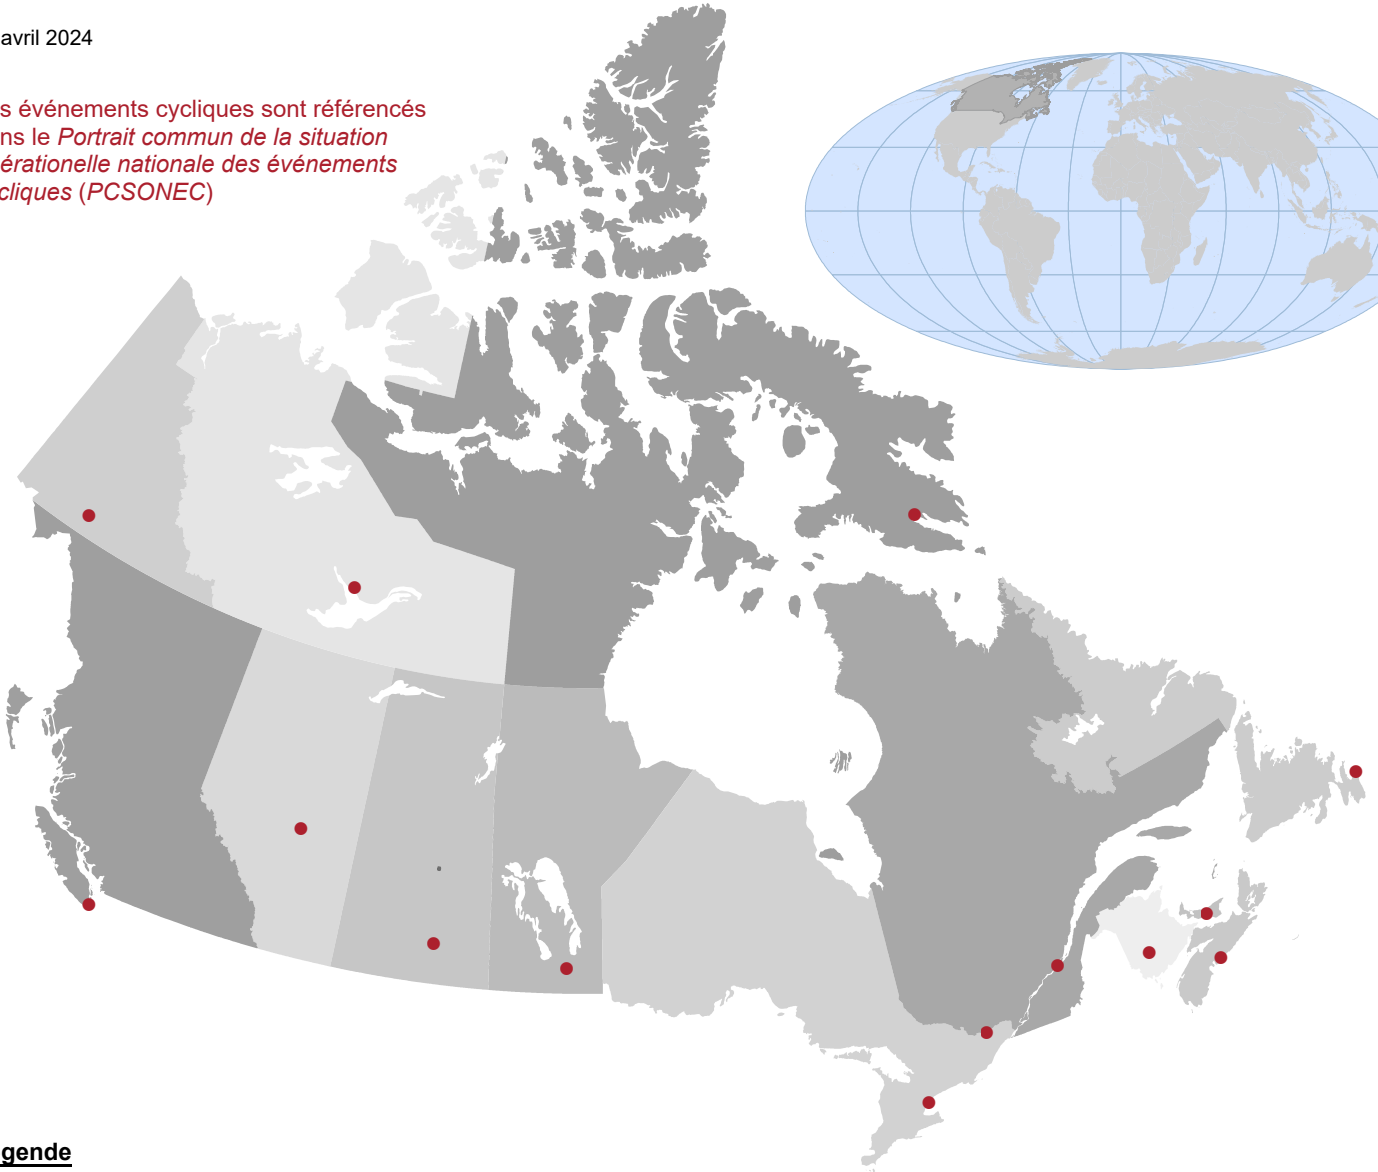 avril 2024
s événements cycliques sont référencés
ns le Portrait commun de la situation
érationelle nationale des événements
cliques (PCSONEC)
gende